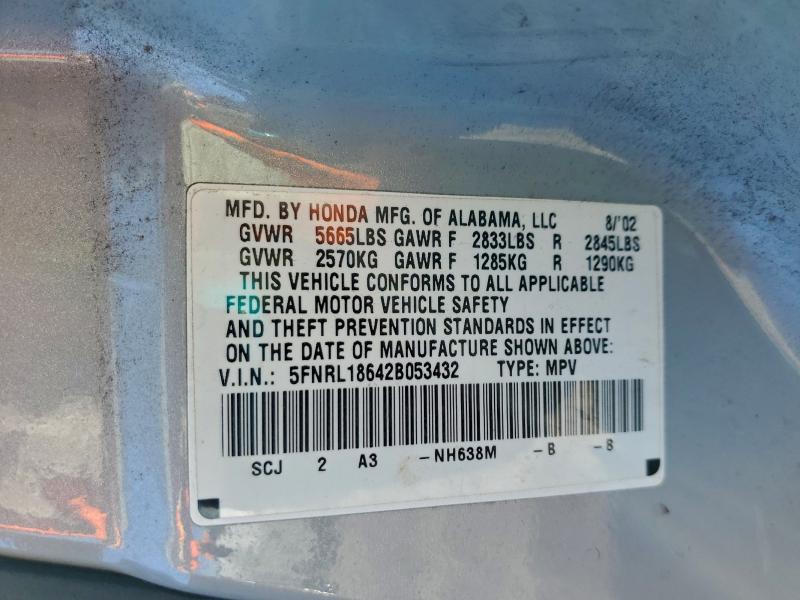 MFD. BY HONDA MFG. OF ALABAMA, LLC 8/'02
GVWR 5665LBS GAWR F 2833LBS R 2845LBS
GVWR 2570KG GAWR F 1285KG R 1290KG
THIS VEHICLE CONFORMS TO ALL APPLICABLE
FEDERAL MOTOR VEHICLE SAFETY
AND THEFT PREVENTION STANDARDS IN EFFECT
ON THE DATE OF MANUFACTURE SHOWN ABOVE:
V.I.N.: 5FNRL18642B053432 TYPE: MPV
SCJ 2 A3 -NH638M -B -B